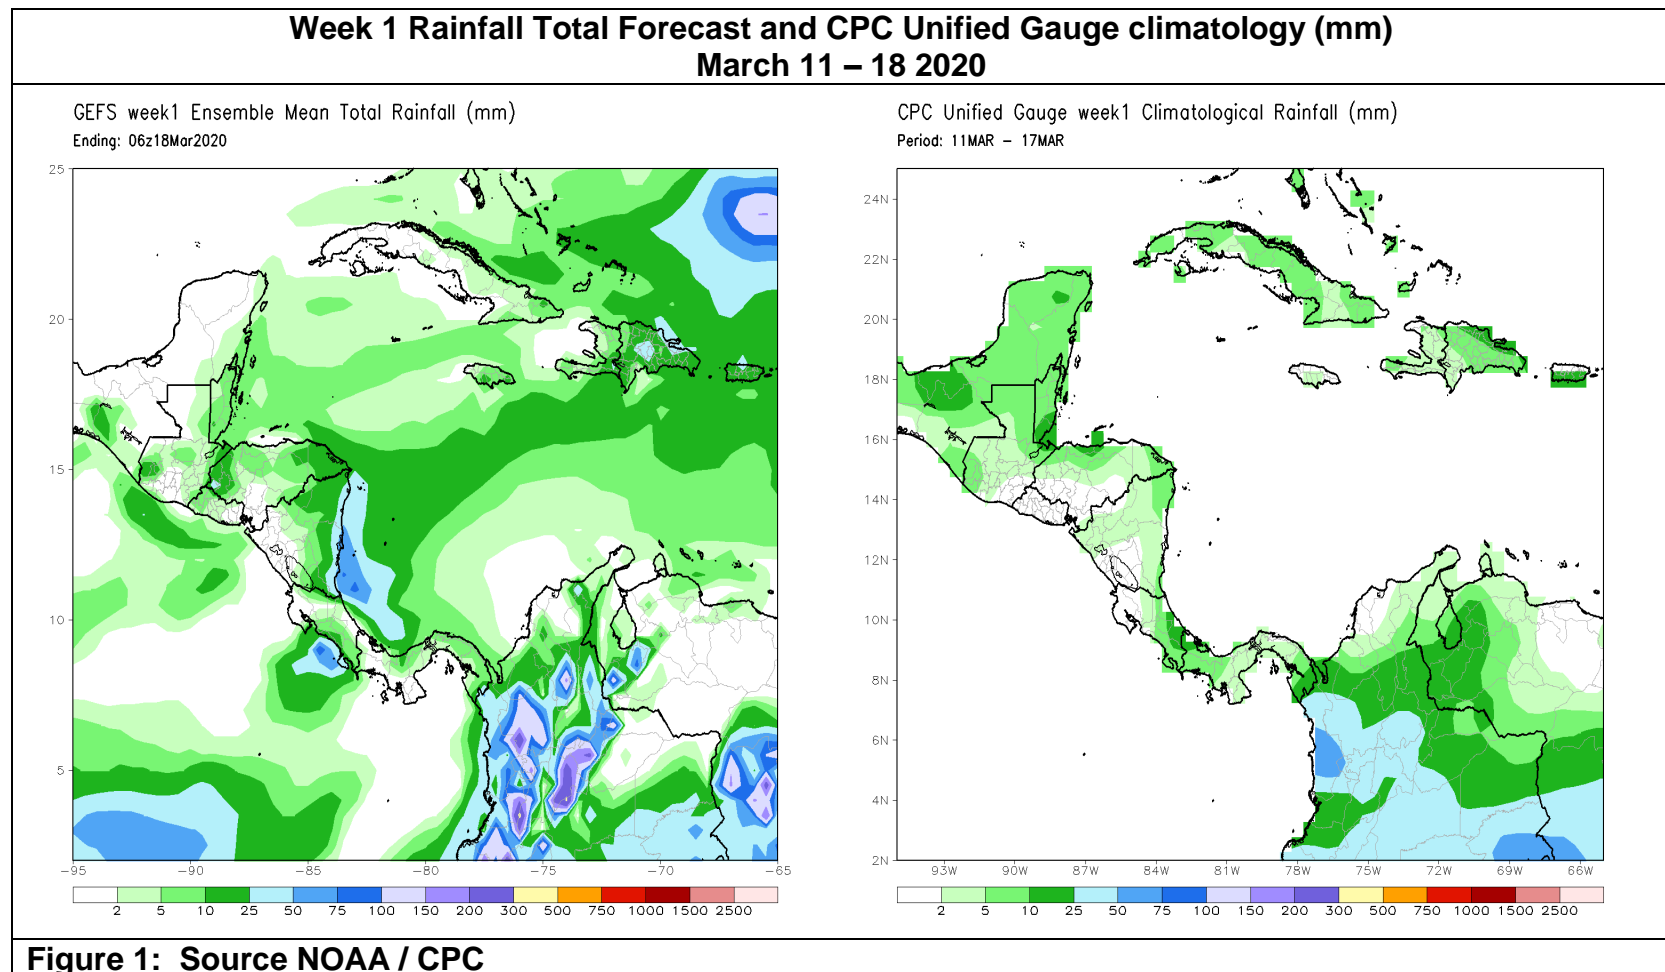 Week 1 Rainfall Total Forecast and CPC Unified Gauge climatology (mm)
March 11 – 18 2020
GEFS week1 Ensemble Mean Total Rainfall (mm)
Ending: 06z18Mar2020
25
20
15
10
5
-95 -90 -85 -80 -75 -70 -65
2 5 10 25 50 75 100 150 200 300 500 750 1000 1500 2500
CPC Unified Gauge week1 Climatological Rainfall (mm)
Period: 11MAR – 17MAR
24N
22N
20N
18N
16N
14N
12N
10N
8N
6N
4N
2N
93W 90W 87W 84W 81W 78W 75W 72W 69W 66W
2 5 10 25 50 75 100 150 200 300 500 750 1000 1500 2500
Figure 1: Source NOAA / CPC